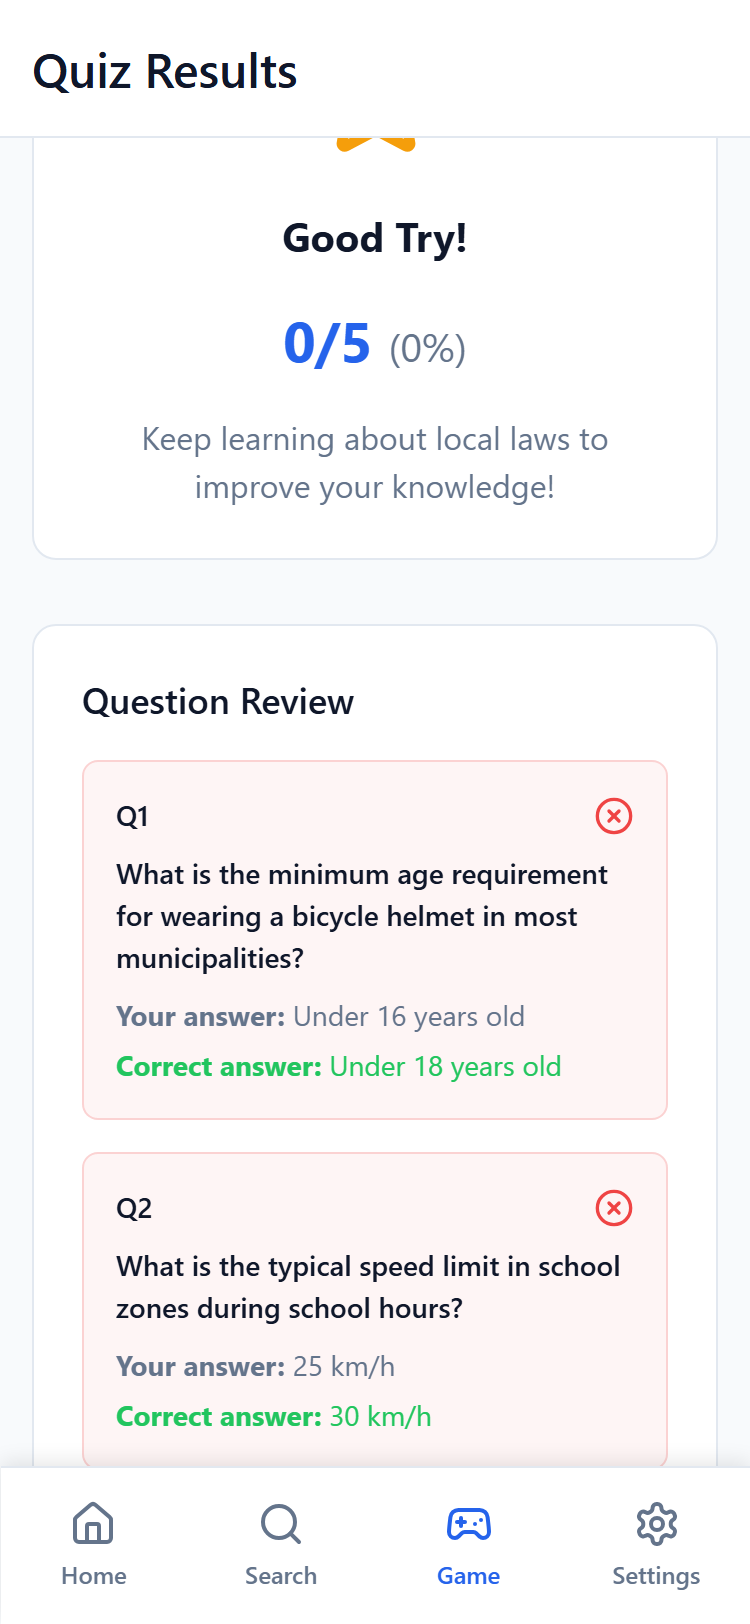 Quiz Results
Good Try!
0/5 (0%)
Keep learning about local laws to
improve your knowledge!
Question Review
Q1
What is the minimum age requirement
for wearing a bicycle helmet in most
municipalities?
Your answer: Under 16 years old
Correct answer: Under 18 years old
Q2
What is the typical speed limit in school
zones during school hours?
Your answer: 25 km/h
Correct answer: 30 km/h
Home
Search
Game
Settings